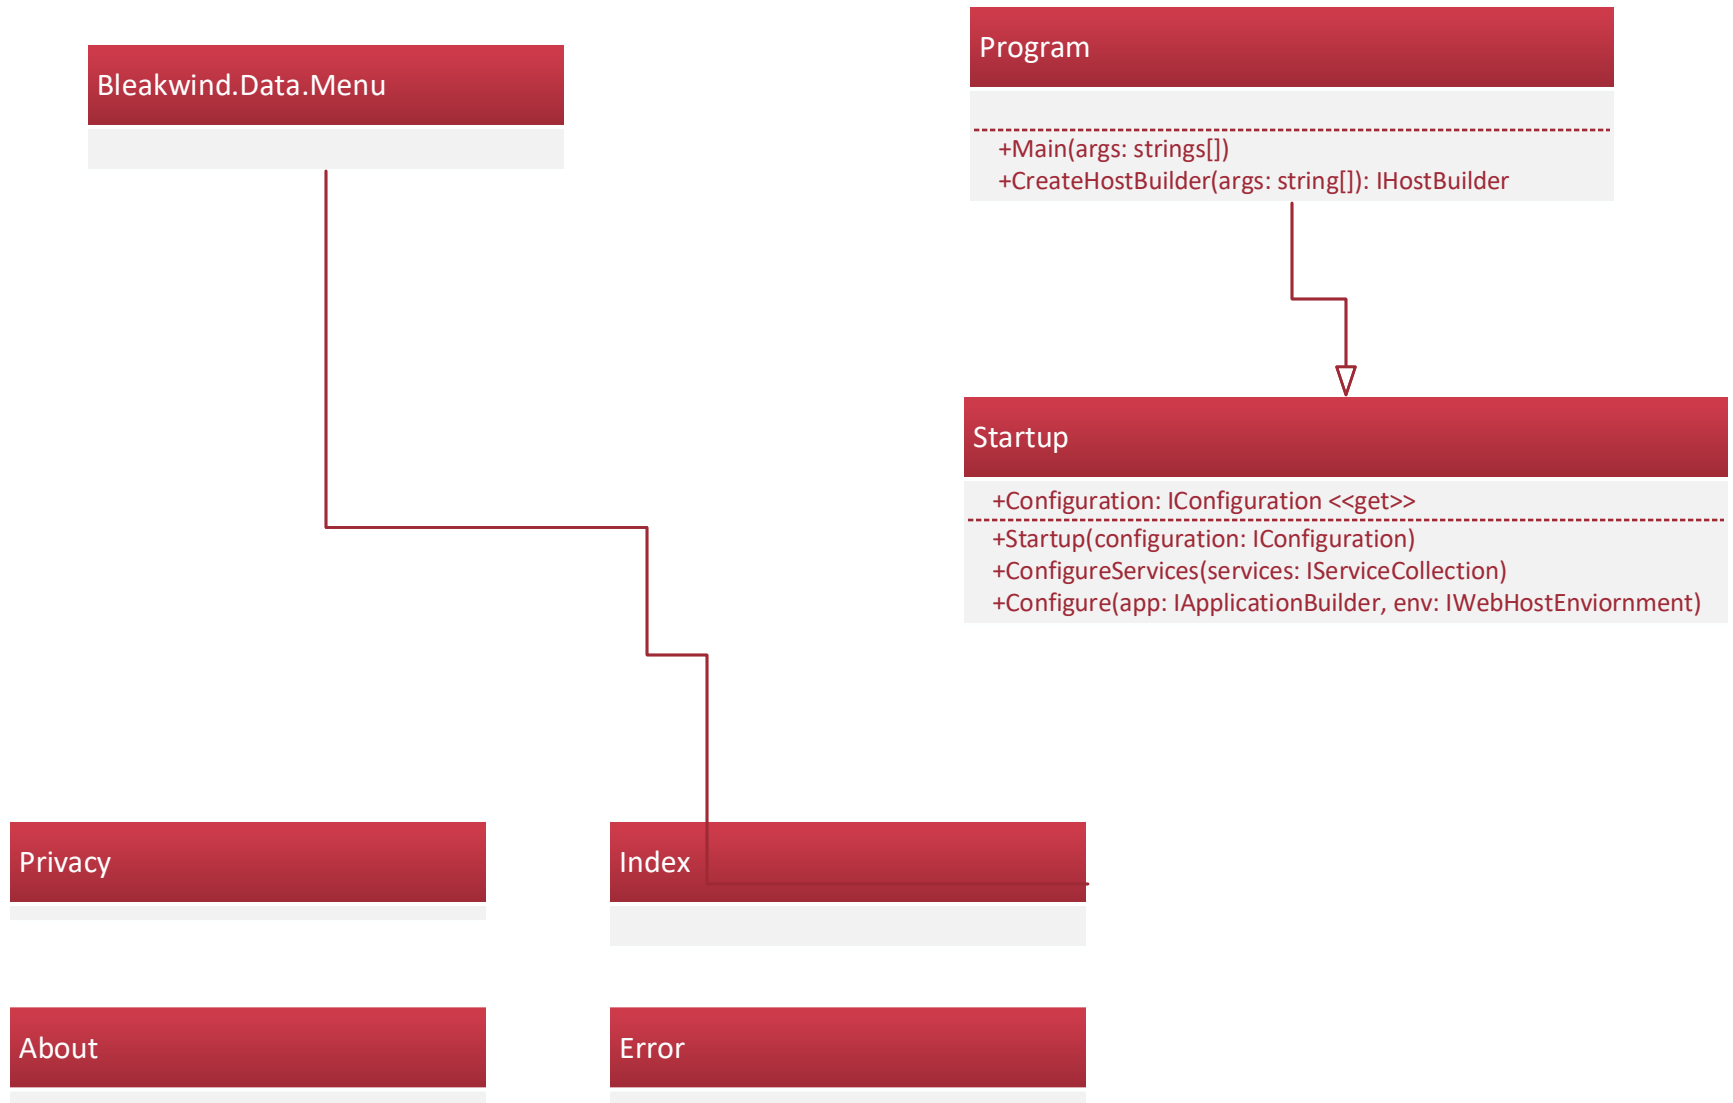 Bleakwind.Data.Menu
Program
+Main(args: strings[])
+CreateHostBuilder(args: string[]): IHostBuilder
Startup
+Configuration: IConfiguration <<get>>
+Startup(configuration: IConfiguration)
+ConfigureServices(services: IServiceCollection)
+Configure(app: IApplicationBuilder, env: IWebHostEnviornment)
Privacy
Index
About
Error